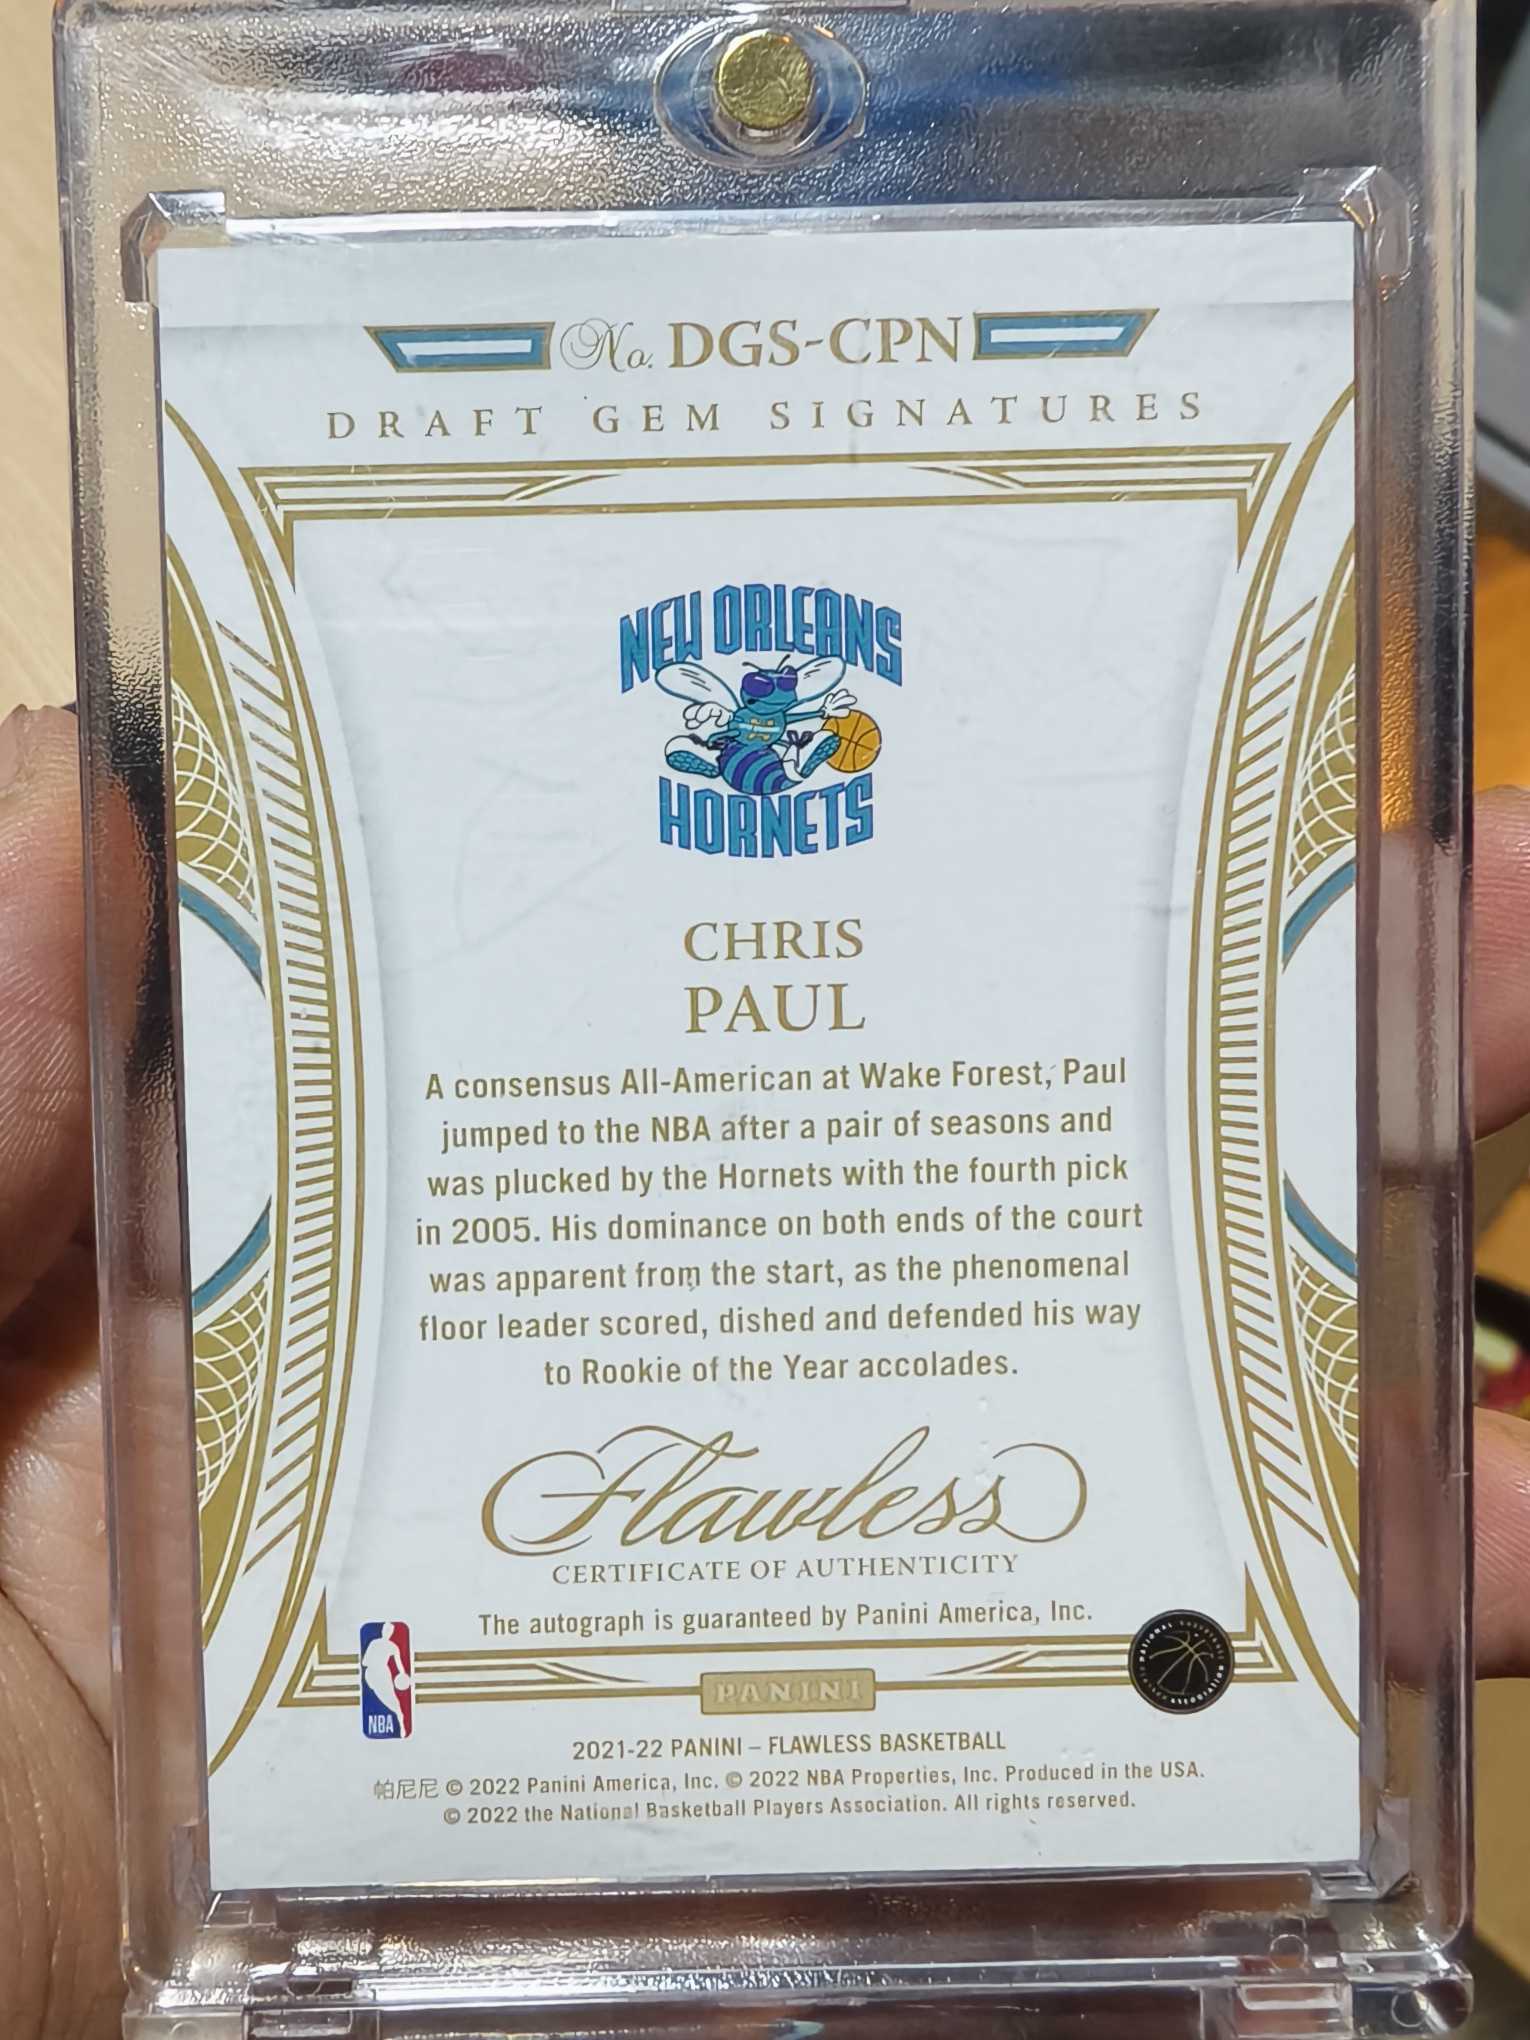 No. DGS-CPN
DRAFT GEM SIGNATURES
NEW ORLEANS
HORNETS
CHRIS
PAUL
A consensus All-American at Wake Forest, Paul
jumped to the NBA after a pair of seasons and
was plucked by the Hornets with the fourth pick
in 2005. His dominance on both ends of the court
was apparent from the start, as the phenomenal
floor leader scored, dished and defended his way
to Rookie of the Year accolades.
Flawless
CERTIFICATE OF AUTHENTICITY
The autograph is guaranteed by Panini America, Inc.
NBA
PANINI
NATIONAL BASKETBALL PLAYERS ASSOCIATION
2021-22 PANINI – FLAWLESS BASKETBALL
帕尼尼 © 2022 Panini America, Inc. © 2022 NBA Properties, Inc. Produced in the USA.
© 2022 the National Basketball Players Association. All rights reserved.